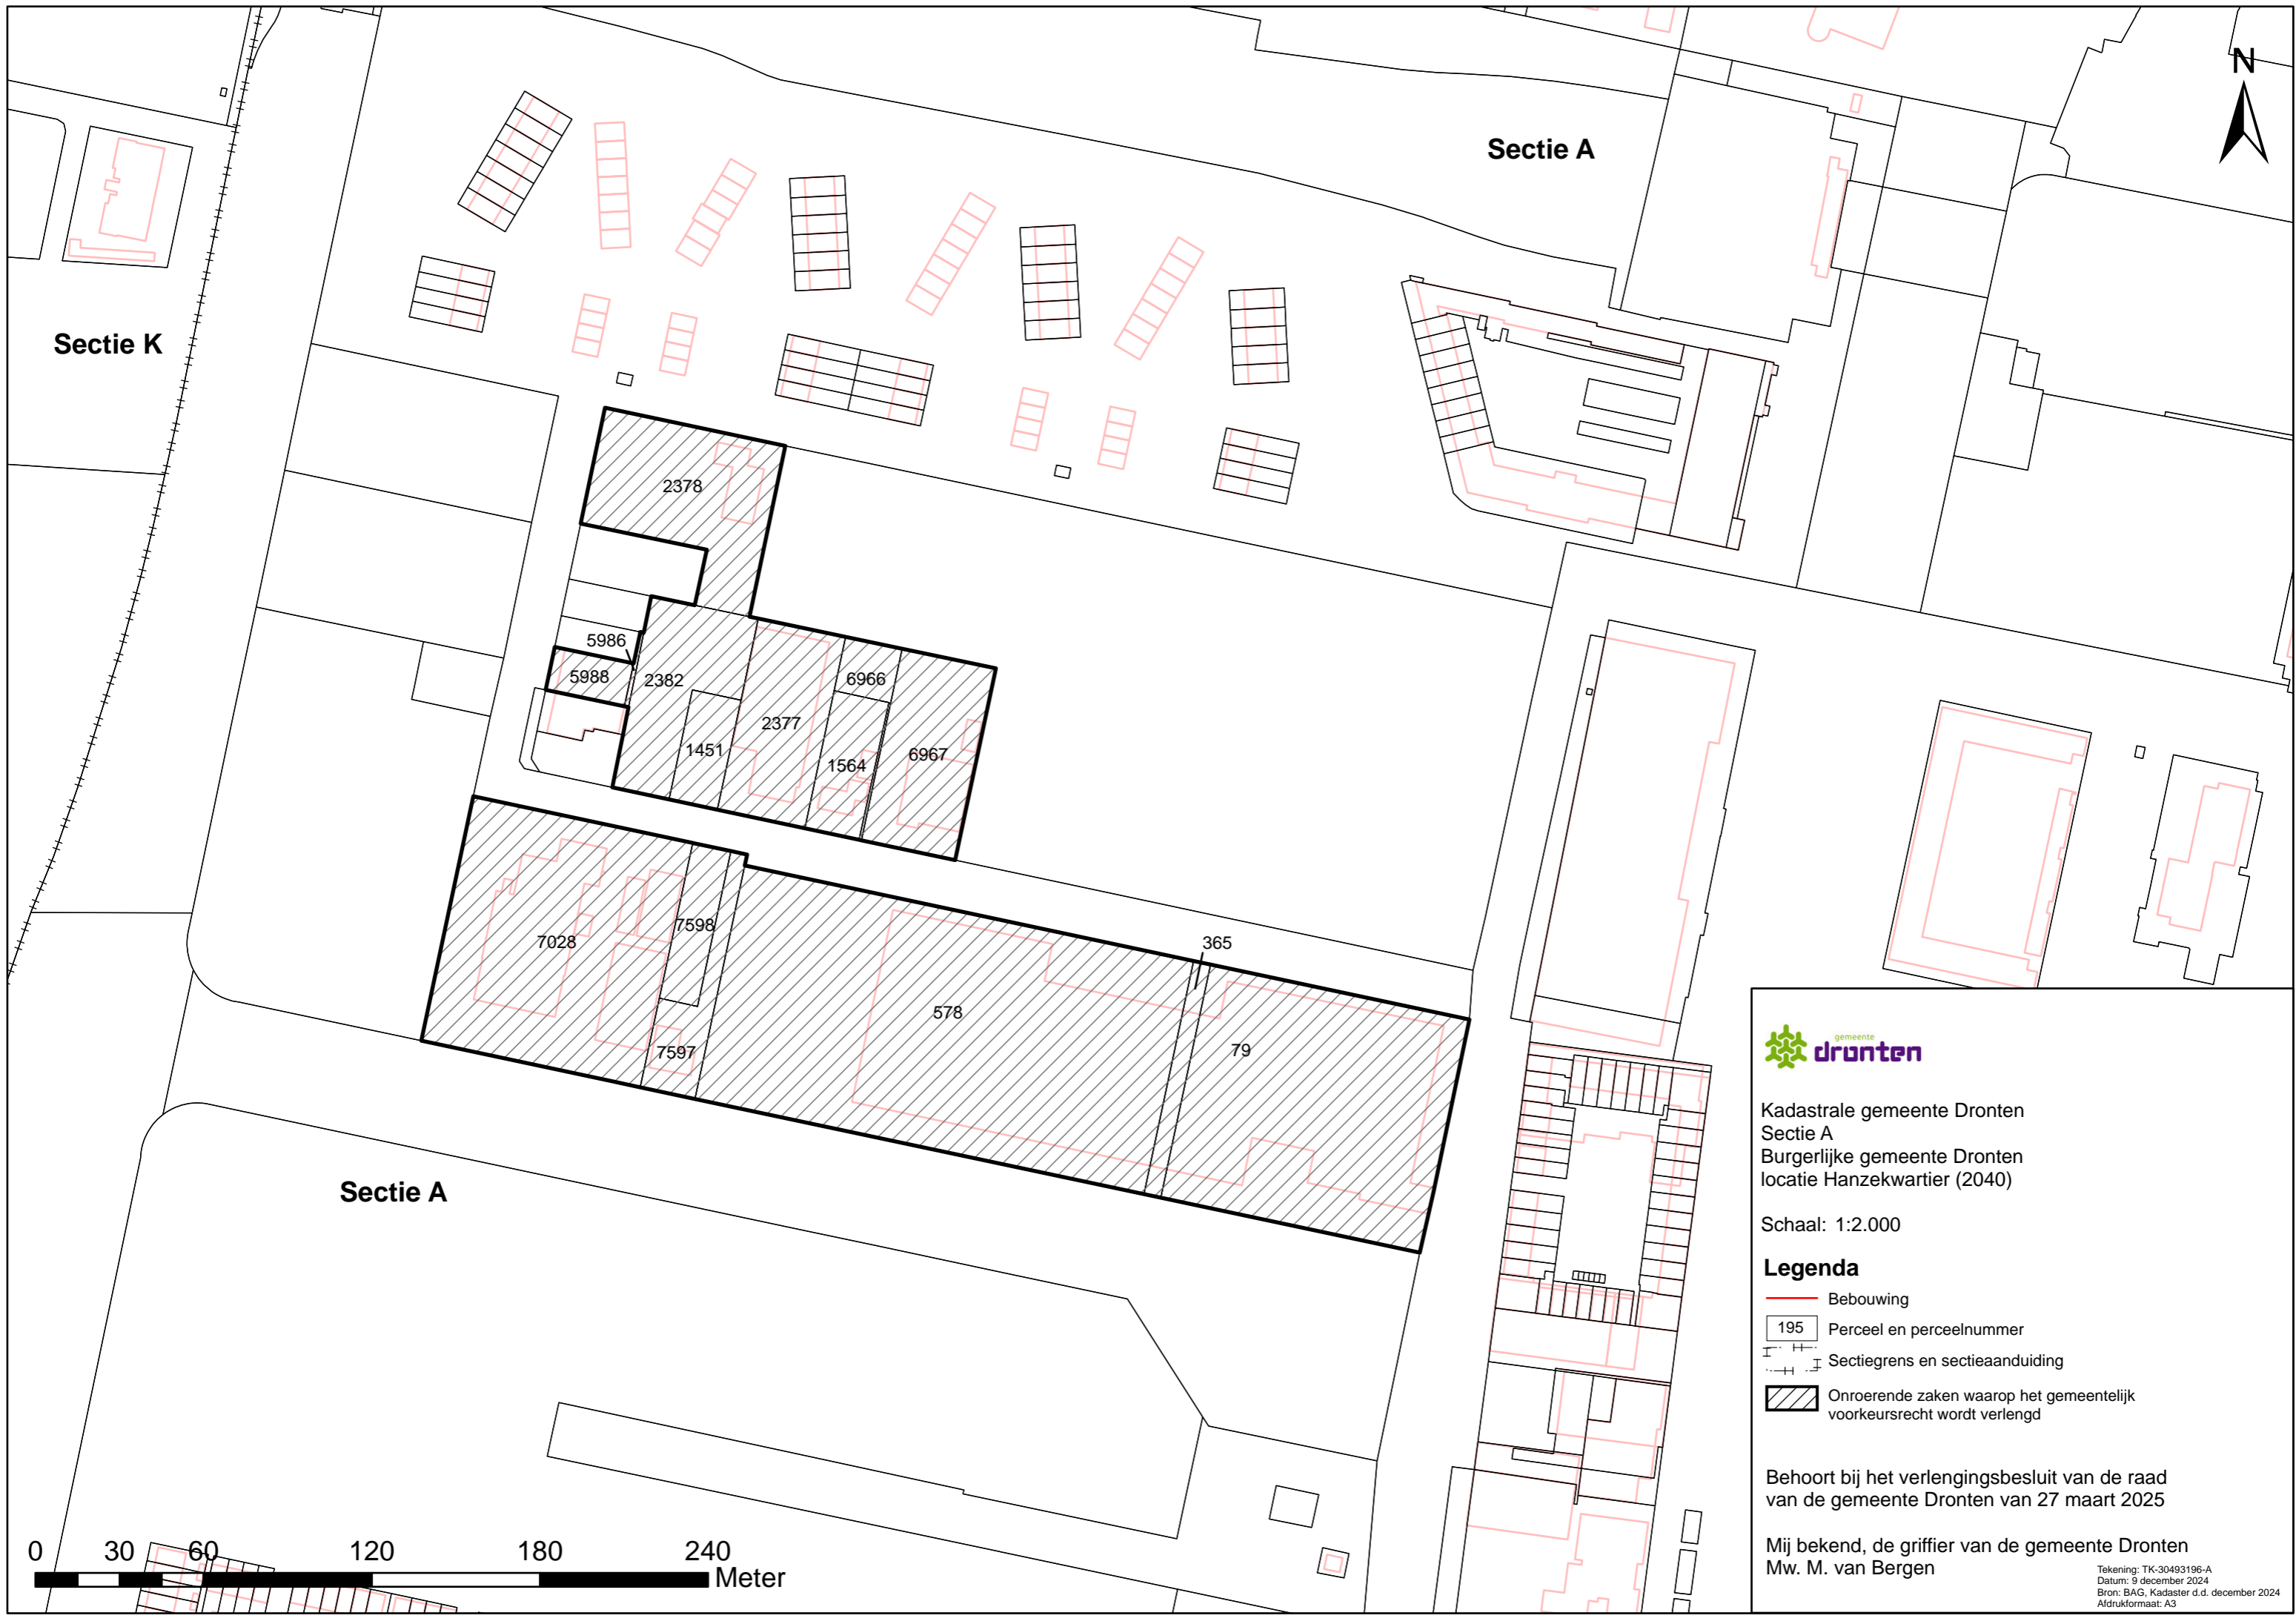 N
Sectie A
Sectie K
2378
5986
5988
2382
6966
2377
1451
1564
6967
7598
7028
365
578
79
7597
Sectie A
0 30 60 120 180 240
Meter
gemeente
dronten
Kadastrale gemeente Dronten
Sectie A
Burgerlijke gemeente Dronten
locatie Hanzekwartier (2040)
Schaal: 1:2.000
Legenda
Bebouwing
195 Perceel en perceelnummer
Sectiegrens en sectieaanduiding
Onroerende zaken waarop het gemeentelijk
voorkeursrecht wordt verlengd
Behoort bij het verlengingsbesluit van de raad
van de gemeente Dronten van 27 maart 2025
Mij bekend, de griffier van de gemeente Dronten
Mw. M. van Bergen
Tekening: TK-30493196-A
Datum: 9 december 2024
Bron: BAG, Kadaster d.d. december 2024
Afdrukformaat: A3